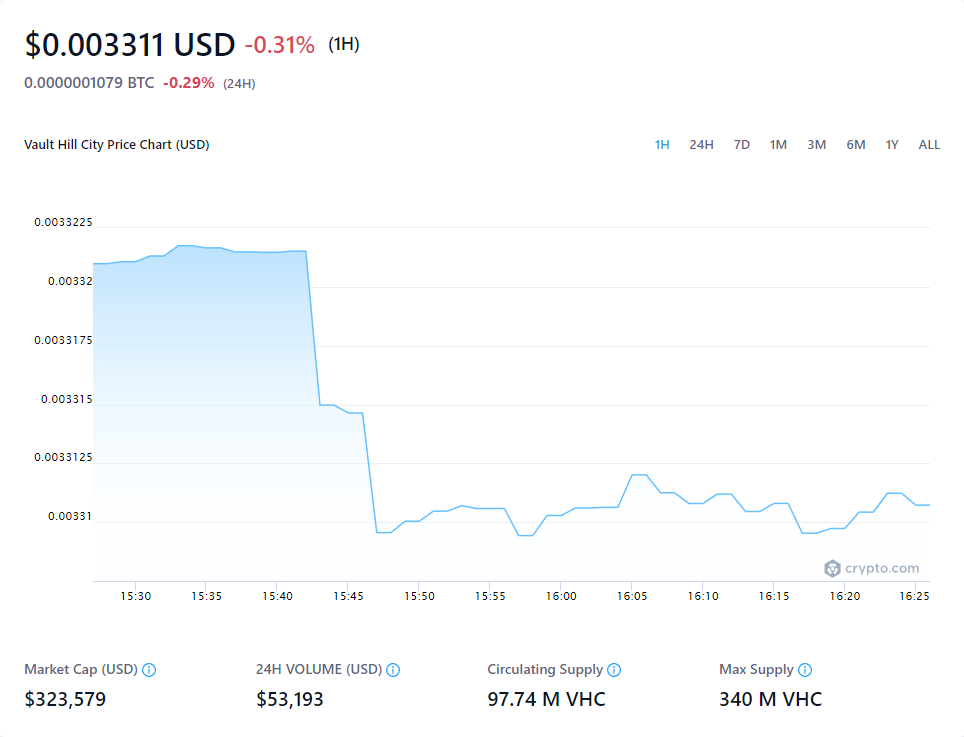 $0.003311 USD -0.31% (1H)
0.0000001079 BTC -0.29% (24H)
Vault Hill City Price Chart (USD)
1H 24H 7D 1M 3M 6M 1Y ALL
0.0033225
0.00332
0.0033175
0.003315
0.0033125
0.00331
crypto.com
15:30 15:35 15:40 15:45 15:50 15:55 16:00 16:05 16:10 16:15 16:20 16:25
Market Cap (USD) 24H VOLUME (USD) Circulating Supply Max Supply
$323,579 $53,193 97.74 M VHC 340 M VHC